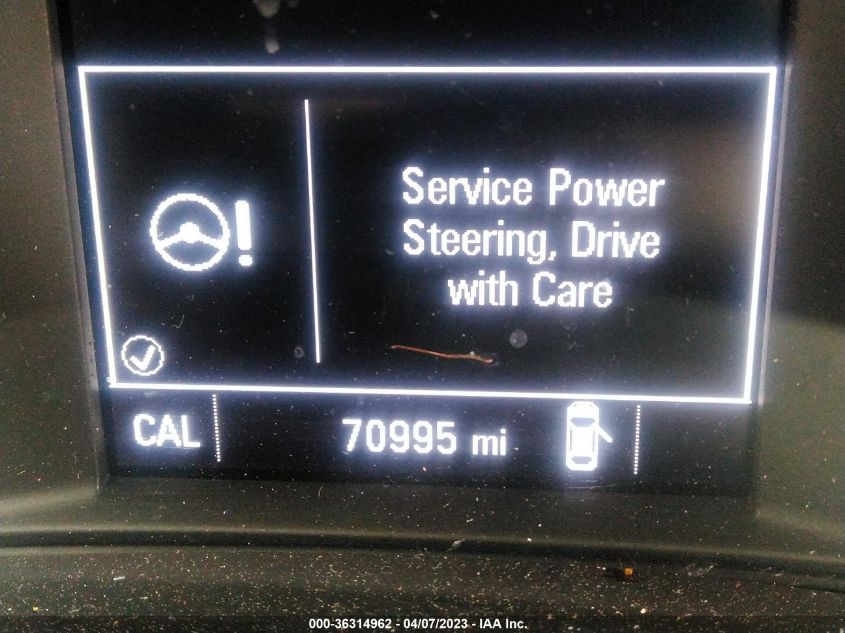 Service Power
Steering, Drive
with Care
CAL
70995 mi
000-36314962 - 04/07/2023 - IAA Inc.